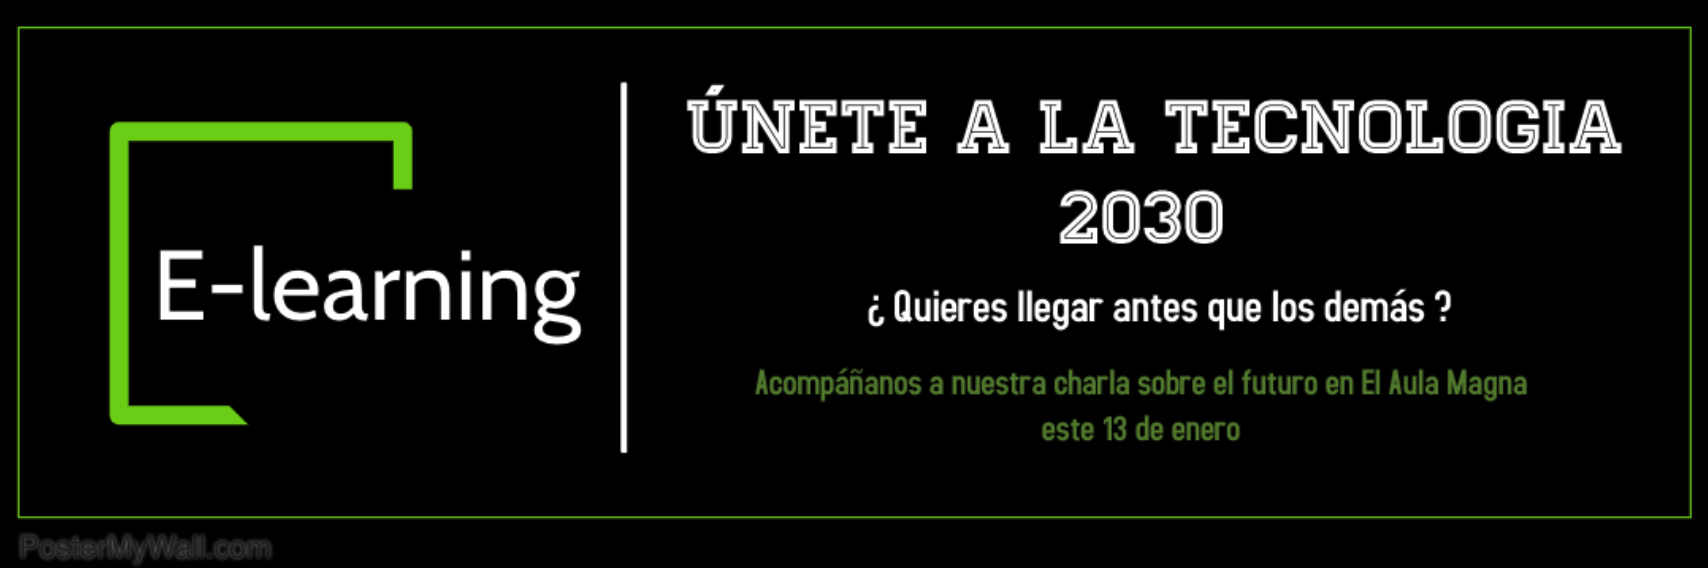 E-learning
ÚNETE A LA TECNOLOGIA
2030
¿ Quieres llegar antes que los demás ?
Acompáñanos a nuestra charla sobre el futuro en El Aula Magna
este 13 de enero
PosterMyWall.com